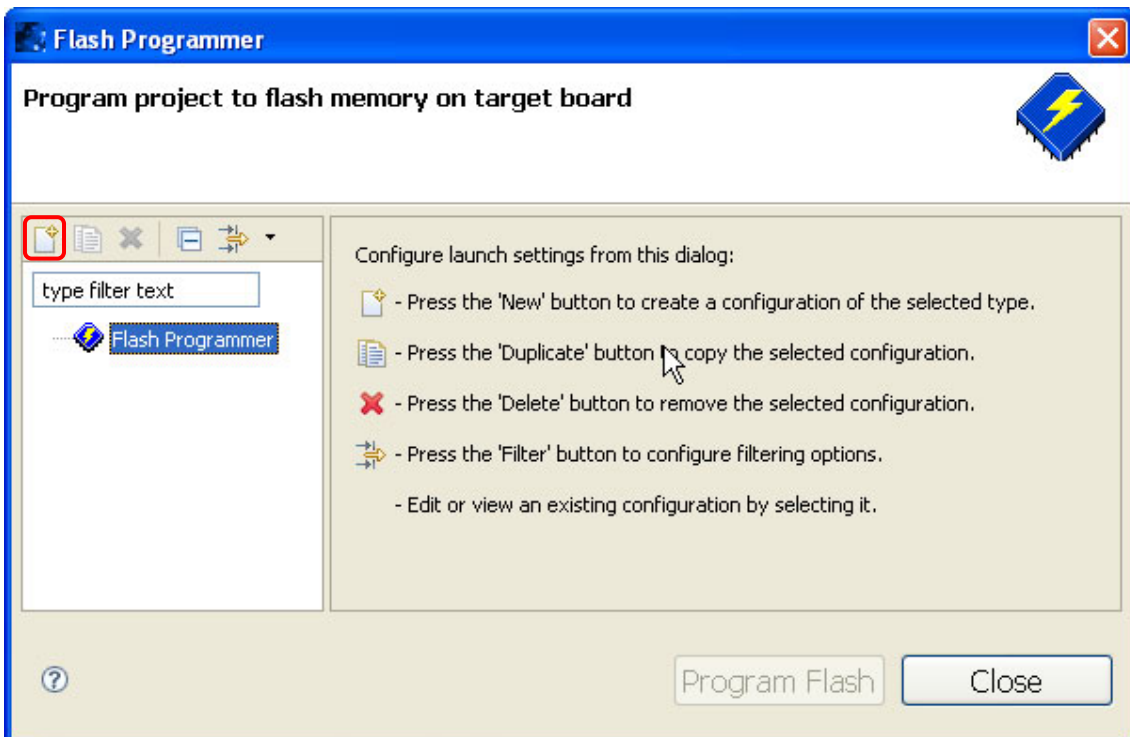 Flash Programmer
Program project to flash memory on target board
type filter text
Flash Programmer
Configure launch settings from this dialog:
- Press the 'New' button to create a configuration of the selected type.
- Press the 'Duplicate' button to copy the selected configuration.
- Press the 'Delete' button to remove the selected configuration.
- Press the 'Filter' button to configure filtering options.
- Edit or view an existing configuration by selecting it.
?
Program Flash
Close